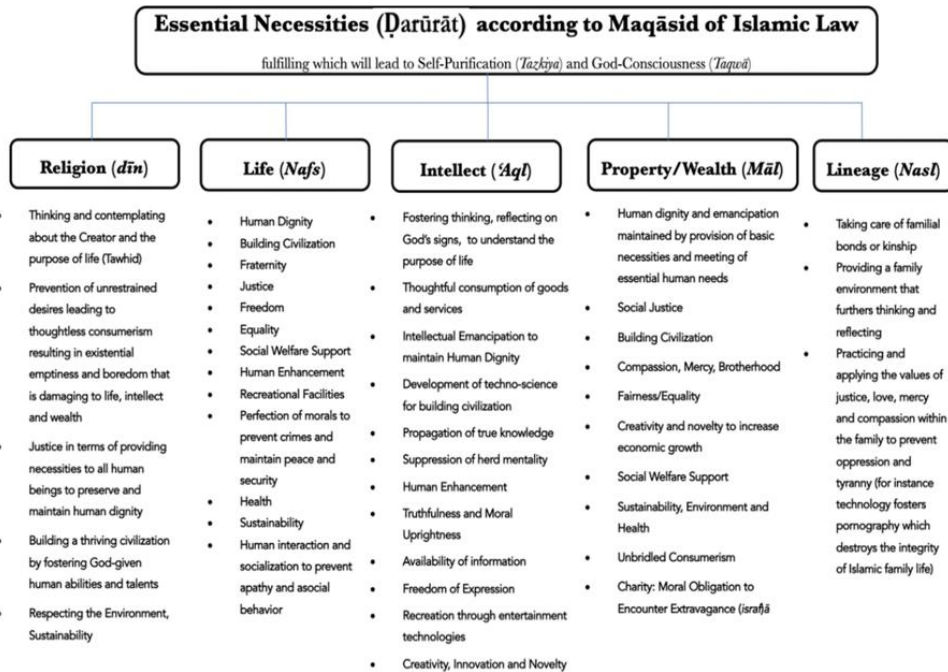 Essential Necessities (Ḍarūrāt) according to Maqāsid of Islamic Law
fulfilling which will lead to Self-Purification (Tazkiya) and God-Consciousness (Taqwā)
Religion (dīn)
• Thinking and contemplating
about the Creator and the
purpose of life (Tawhid)
• Prevention of unrestrained
desires leading to
thoughtless consumerism
resulting in existential
emptiness and boredom that
is damaging to life, intellect
and wealth
• Justice in terms of providing
necessities to all human
beings to preserve and
maintain human dignity
• Building a thriving civilization
by fostering God-given
human abilities and talents
• Respecting the Environment,
Sustainability
Life (Nafs)
• Human Dignity
• Building Civilization
• Fraternity
• Justice
• Freedom
• Equality
• Social Welfare Support
• Human Enhancement
• Recreational Facilities
• Perfection of morals to
prevent crimes and
maintain peace and
security
• Health
• Sustainability
• Human interaction and
socialization to prevent
apathy and asocial
behavior
Intellect (‘Aql)
• Fostering thinking, reflecting on
God's signs, to understand the
purpose of life
• Thoughtful consumption of goods
and services
• Intellectual Emancipation to
maintain Human Dignity
• Development of techno-science
for building civilization
• Propagation of true knowledge
• Suppression of herd mentality
• Human Enhancement
• Truthfulness and Moral
Uprightness
• Availability of information
• Freedom of Expression
• Recreation through entertainment
technologies
• Creativity, Innovation and Novelty
Property/Wealth (Māl)
• Human dignity and emancipation
maintained by provision of basic
necessities and meeting of
essential human needs
• Social Justice
• Building Civilization
• Compassion, Mercy, Brotherhood
• Fairness/Equality
• Creativity and novelty to increase
economic growth
• Social Welfare Support
• Sustainability, Environment and
Health
• Unbridled Consumerism
• Charity: Moral Obligation to
Encounter Extravagance
Lineage (Nasl)
• Taking care of familial
bonds or kinship
• Providing a family
environment that
furthers thinking and
reflecting
• Practicing and
applying the values of
justice, love, mercy
and compassion within
the family to prevent
oppression and
tyranny (for instance
technology fosters
pornography which
destroys the integrity
of Islamic family life)